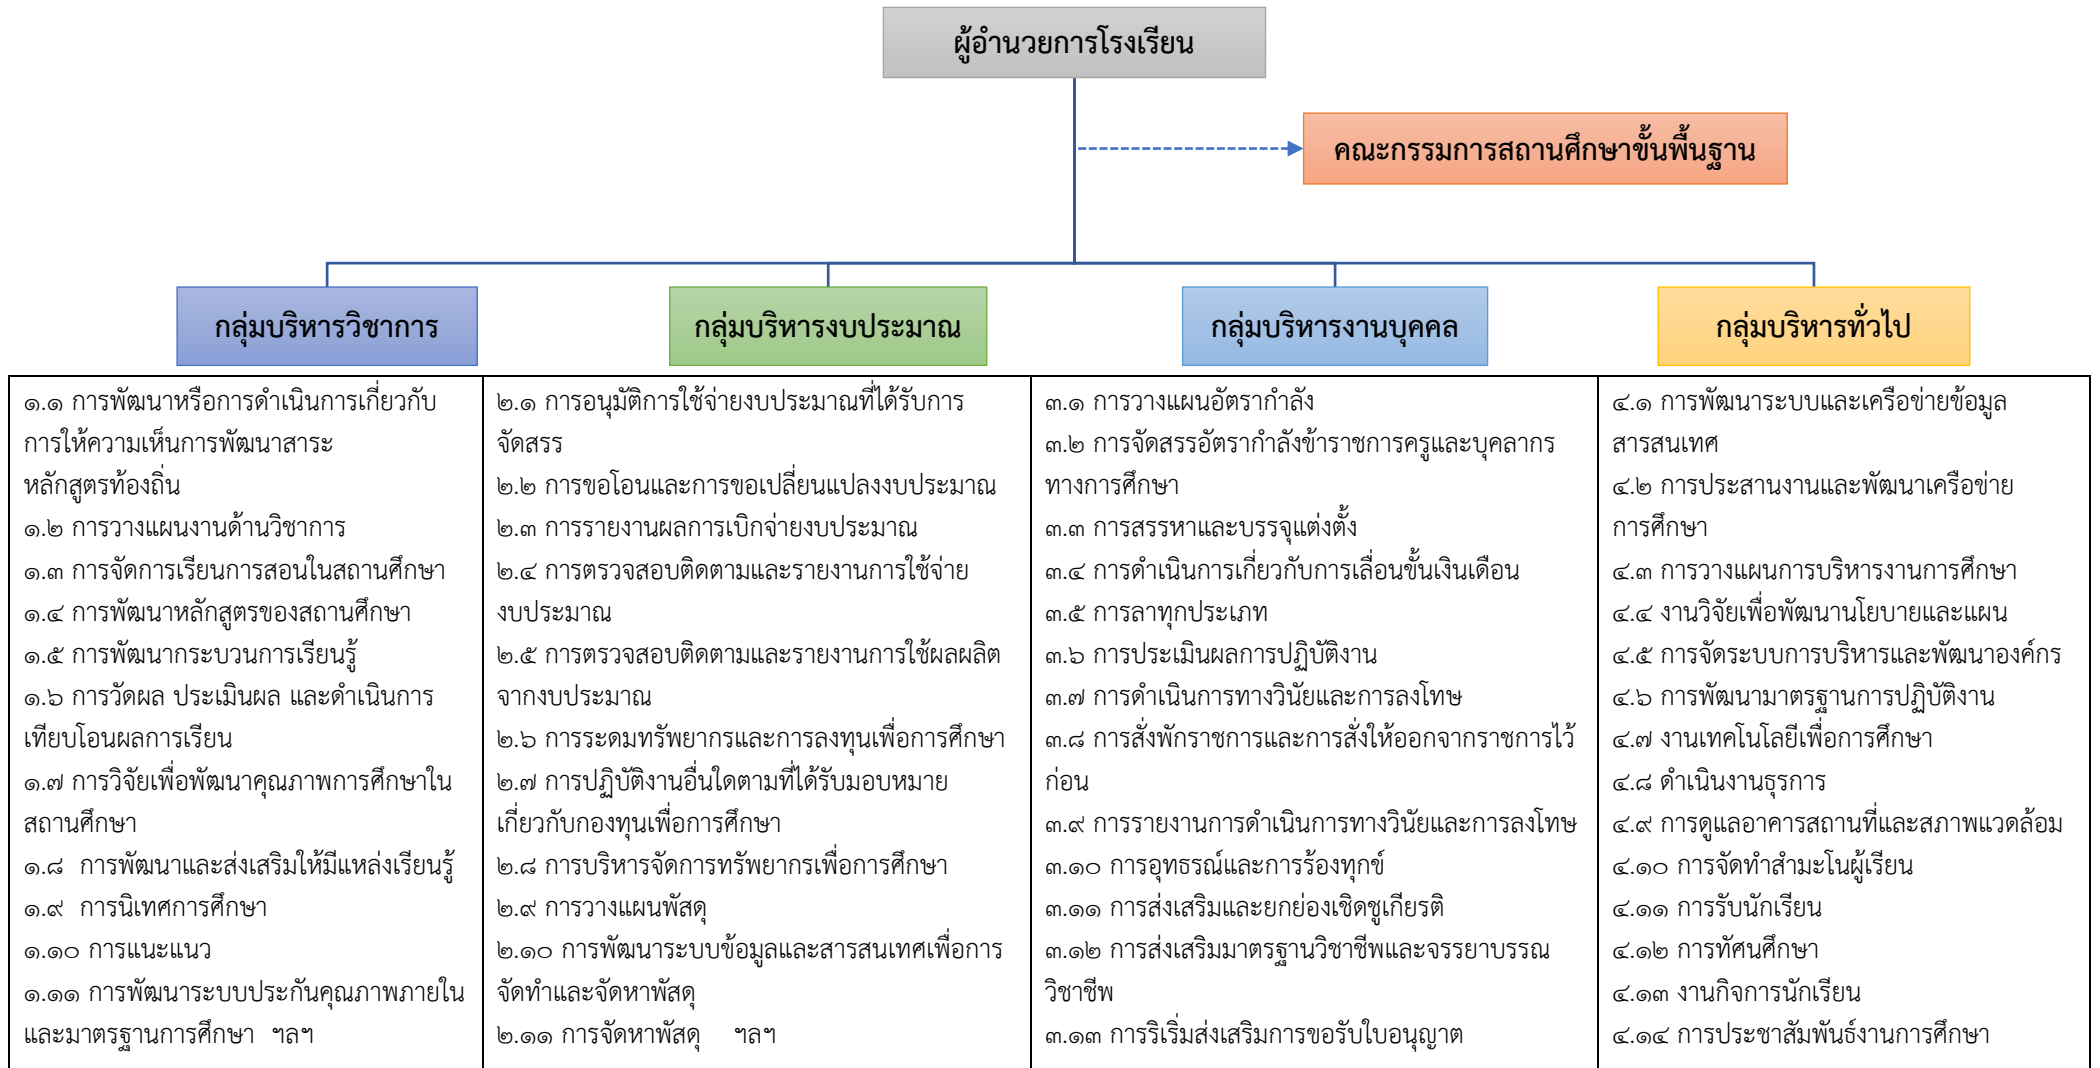 ผู้อำนวยการโรงเรียน
คณะกรรมการสถานศึกษาขั้นพื้นฐาน
กลุ่มบริหารวิชาการ
กลุ่มบริหารงบประมาณ
กลุ่มบริหารงานบุคคล
กลุ่มบริหารทั่วไป
๑.๑ การพัฒนาหรือการดำเนินการเกี่ยวกับ
การให้ความเห็นการพัฒนาสาระ
หลักสูตรท้องถิ่น
๑.๒ การวางแผนงานด้านวิชาการ
๑.๓ การจัดการเรียนการสอนในสถานศึกษา
๑.๔ การพัฒนาหลักสูตรของสถานศึกษา
๑.๕ การพัฒนากระบวนการเรียนรู้
๑.๖ การวัดผล ประเมินผล และดำเนินการ
เทียบโอนผลการเรียน
๑.๗ การวิจัยเพื่อพัฒนาคุณภาพการศึกษาใน
สถานศึกษา
๑.๘ การพัฒนาและส่งเสริมให้มีแหล่งเรียนรู้
๑.๙ การนิเทศการศึกษา
๑.๑๐ การแนะแนว
๑.๑๑ การพัฒนาระบบประกันคุณภาพภายใน
และมาตรฐานการศึกษา ฯลฯ
๒.๑ การอนุมัติการใช้จ่ายงบประมาณที่ได้รับการ
จัดสรร
๒.๒ การขอโอนและการขอเปลี่ยนแปลงงบประมาณ
๒.๓ การรายงานผลการเบิกจ่ายงบประมาณ
๒.๔ การตรวจสอบติดตามและรายงานการใช้จ่าย
งบประมาณ
๒.๕ การตรวจสอบติดตามและรายงานการใช้ผลผลิต
จากงบประมาณ
๒.๖ การระดมทรัพยากรและการลงทุนเพื่อการศึกษา
๒.๗ การปฏิบัติงานอื่นใดตามที่ได้รับมอบหมาย
เกี่ยวกับกองทุนเพื่อการศึกษา
๒.๘ การบริหารจัดการทรัพยากรเพื่อการศึกษา
๒.๙ การวางแผนพัสดุ
๒.๑๐ การพัฒนาระบบข้อมูลและสารสนเทศเพื่อการ
จัดทำและจัดหาพัสดุ
๒.๑๑ การจัดหาพัสดุ ฯลฯ
๓.๑ การวางแผนอัตรากำลัง
๓.๒ การจัดสรรอัตรากำลังข้าราชการครูและบุคลากร
ทางการศึกษา
๓.๓ การสรรหาและบรรจุแต่งตั้ง
๓.๔ การดำเนินการเกี่ยวกับการเลื่อนขั้นเงินเดือน
๓.๕ การลาทุกประเภท
๓.๖ การประเมินผลการปฏิบัติงาน
๓.๗ การดำเนินการทางวินัยและการลงโทษ
๓.๘ การสั่งพักราชการและการสั่งให้ออกจากราชการไว้
ก่อน
๓.๙ การรายงานการดำเนินการทางวินัยและการลงโทษ
๓.๑๐ การอุทธรณ์และการร้องทุกข์
๓.๑๑ การส่งเสริมและยกย่องเชิดชูเกียรติ
๓.๑๒ การส่งเสริมมาตรฐานวิชาชีพและจรรยาบรรณ
วิชาชีพ
๓.๑๓ การริเริ่มส่งเสริมการขอรับใบอนุญาต
๔.๑ การพัฒนาระบบและเครือข่ายข้อมูล
สารสนเทศ
๔.๒ การประสานงานและพัฒนาเครือข่าย
การศึกษา
๔.๓ การวางแผนการบริหารงานการศึกษา
๔.๔ งานวิจัยเพื่อพัฒนานโยบายและแผน
๔.๕ การจัดระบบการบริหารและพัฒนาองค์กร
๔.๖ การพัฒนามาตรฐานการปฏิบัติงาน
๔.๗ งานเทคโนโลยีเพื่อการศึกษา
๔.๘ ดำเนินงานธุรการ
๔.๙ การดูแลอาคารสถานที่และสภาพแวดล้อม
๔.๑๐ การจัดทำสำมะโนผู้เรียน
๔.๑๑ การรับนักเรียน
๔.๑๒ การทัศนศึกษา
๔.๑๓ งานกิจการนักเรียน
๔.๑๔ การประชาสัมพันธ์งานการศึกษา